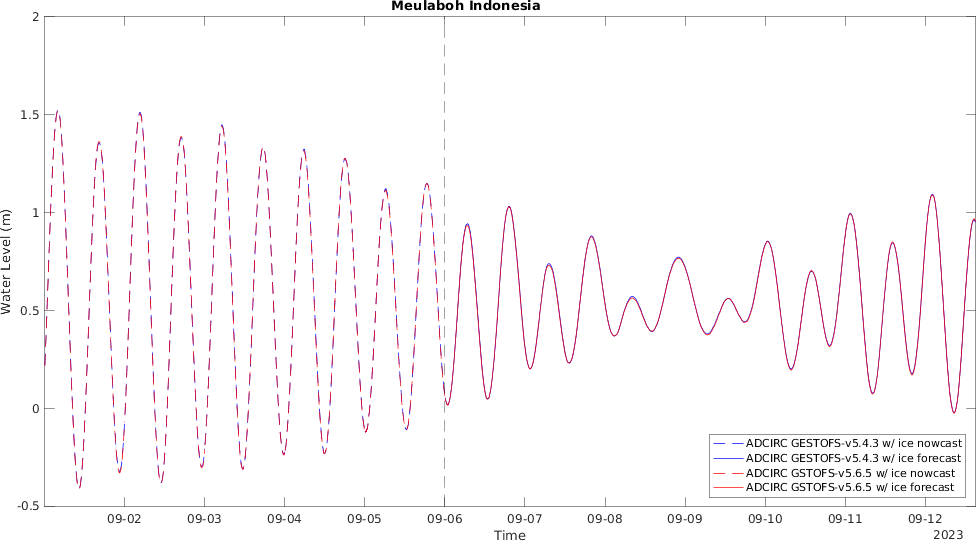 Meulaboh Indonesia
2
1.5
1
0.5
0
-0.5
Water Level (m)
09-02 09-03 09-04 09-05 09-06 09-07 09-08 09-09 09-10 09-11 09-12
Time
2023
ADCIRC GESTOFS-v5.4.3 w/ ice nowcast
ADCIRC GESTOFS-v5.4.3 w/ ice forecast
ADCIRC GSTOFS-v5.6.5 w/ ice nowcast
ADCIRC GSTOFS-v5.6.5 w/ ice forecast